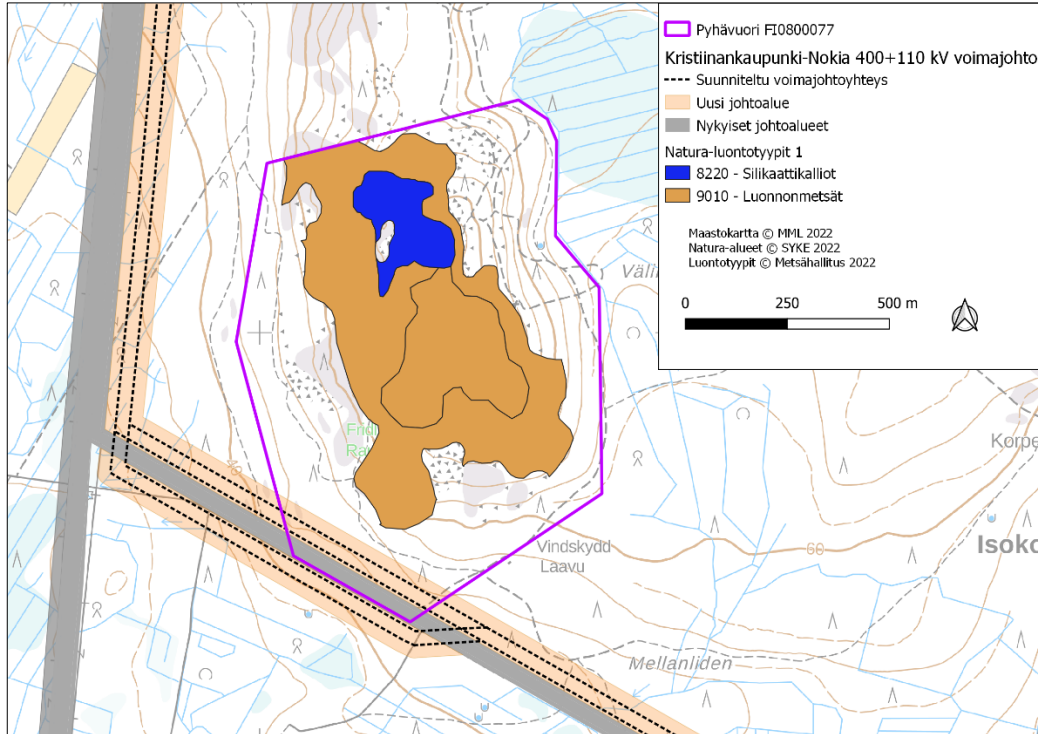 Pyhävuori FI0800077
Kristiinankaupunki-Nokia 400+110 kV voimajohto
Suunniteltu voimajohtoyhteys
Uusi johtoalue
Nykyiset johtoalueet
Natura-luontotyypit 1
8220 - Silikaattikalliot
9010 - Luonnonmetsät
Maastokartta © MML 2022
Natura-alueet © SYKE 2022
Luontotyypit © Metsähallitus 2022
0 250 500 m
Väli
Korpe
60
Isoko
Vindskydd
Laavu
Mellanliden